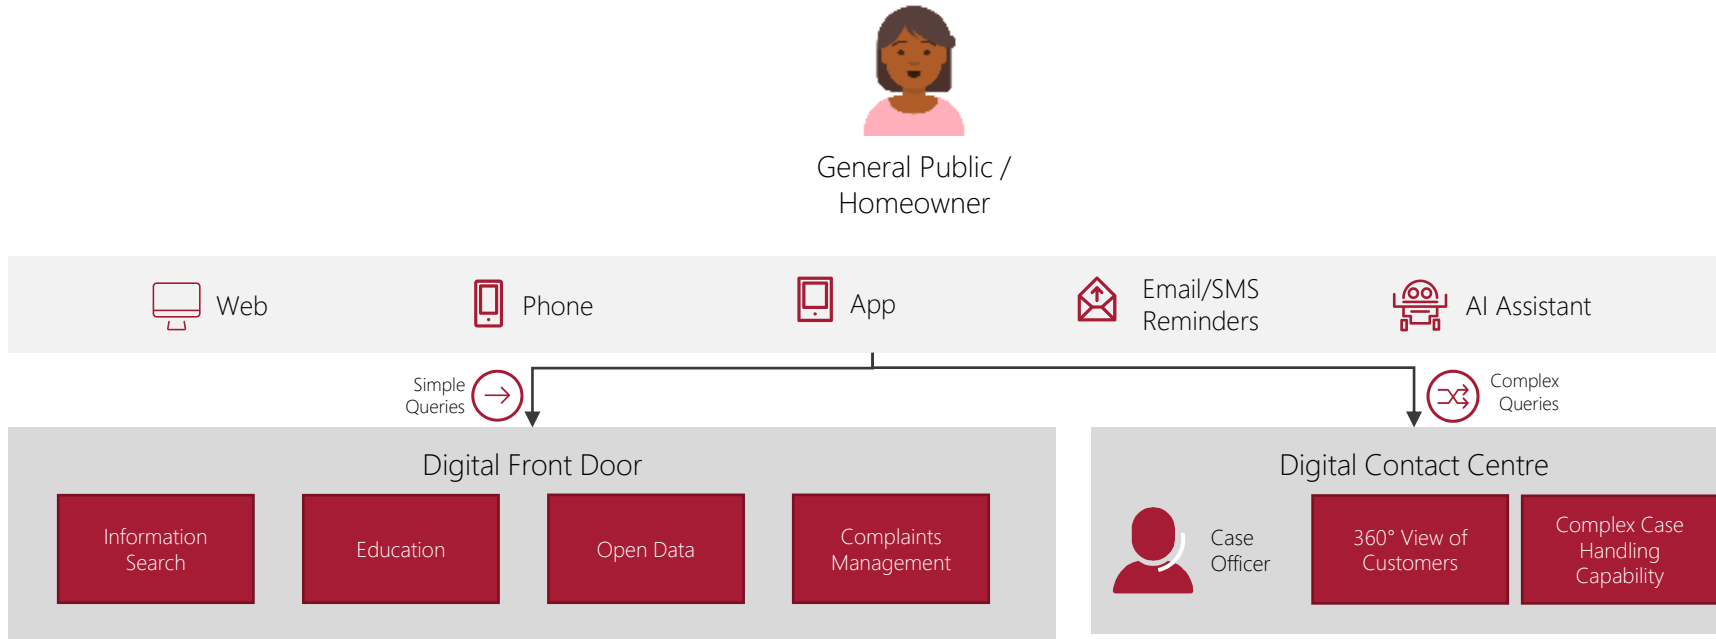 General Public /
Homeowner
Web
Phone
App
Email/SMS
Reminders
AI Assistant
Simple
Queries
Complex
Queries
Digital Front Door
Information
Search
Education
Open Data
Complaints
Management
Digital Contact Centre
Case
Officer
360° View of
Customers
Complex Case
Handling
Capability